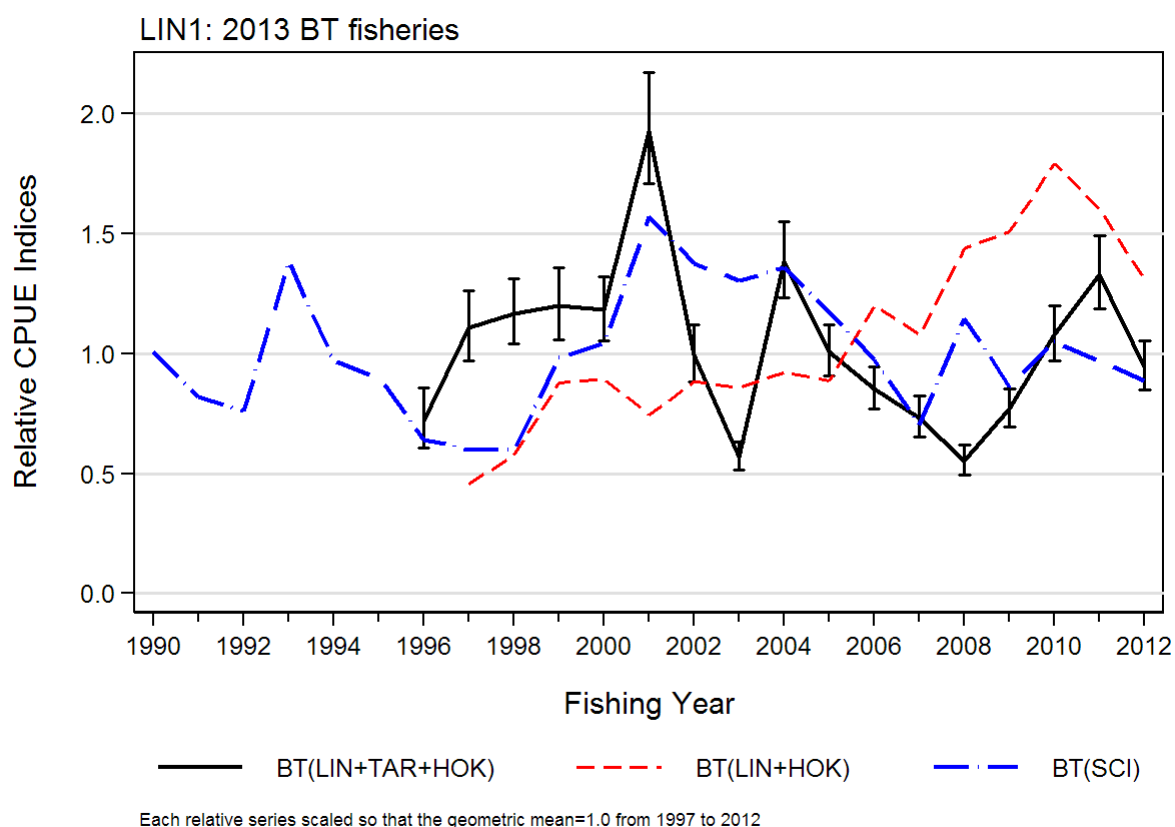 LIN1: 2013 BT fisheries
Relative CPUE Indices
2.0
1.5
1.0
0.5
0.0
1990 1992 1994 1996 1998 2000 2002 2004 2006 2008 2010 2012
Fishing Year
BT(LIN+TAR+HOK) BT(LIN+HOK) BT(SCI)
Each relative series scaled so that the geometric mean=1.0 from 1997 to 2012